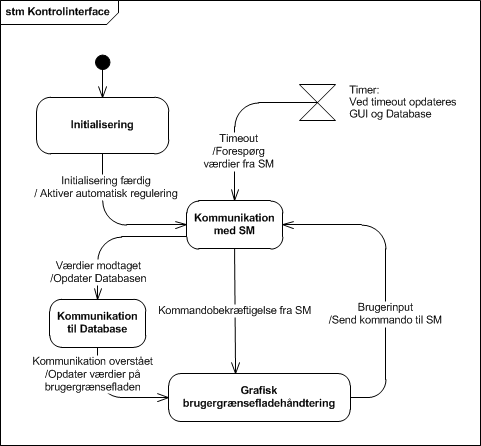 stm Kontrolinterface
Initialisering
Timer:
Ved timeout opdateres
GUI og Database
Timeout
/Forespørg
værdier fra SM
Initialisering færdig
/ Aktiver automatisk regulering
Kommunikation
med SM
Værdier modtaget
/Opdater Databasen
Kommunikation
til Database
Kommandobekræftigelse fra SM
Brugerinput
/Send kommando til SM
Kommunikation overstået
/Opdater værdier på
brugergrænsefladen
Grafisk
brugergrænsefladehåndtering